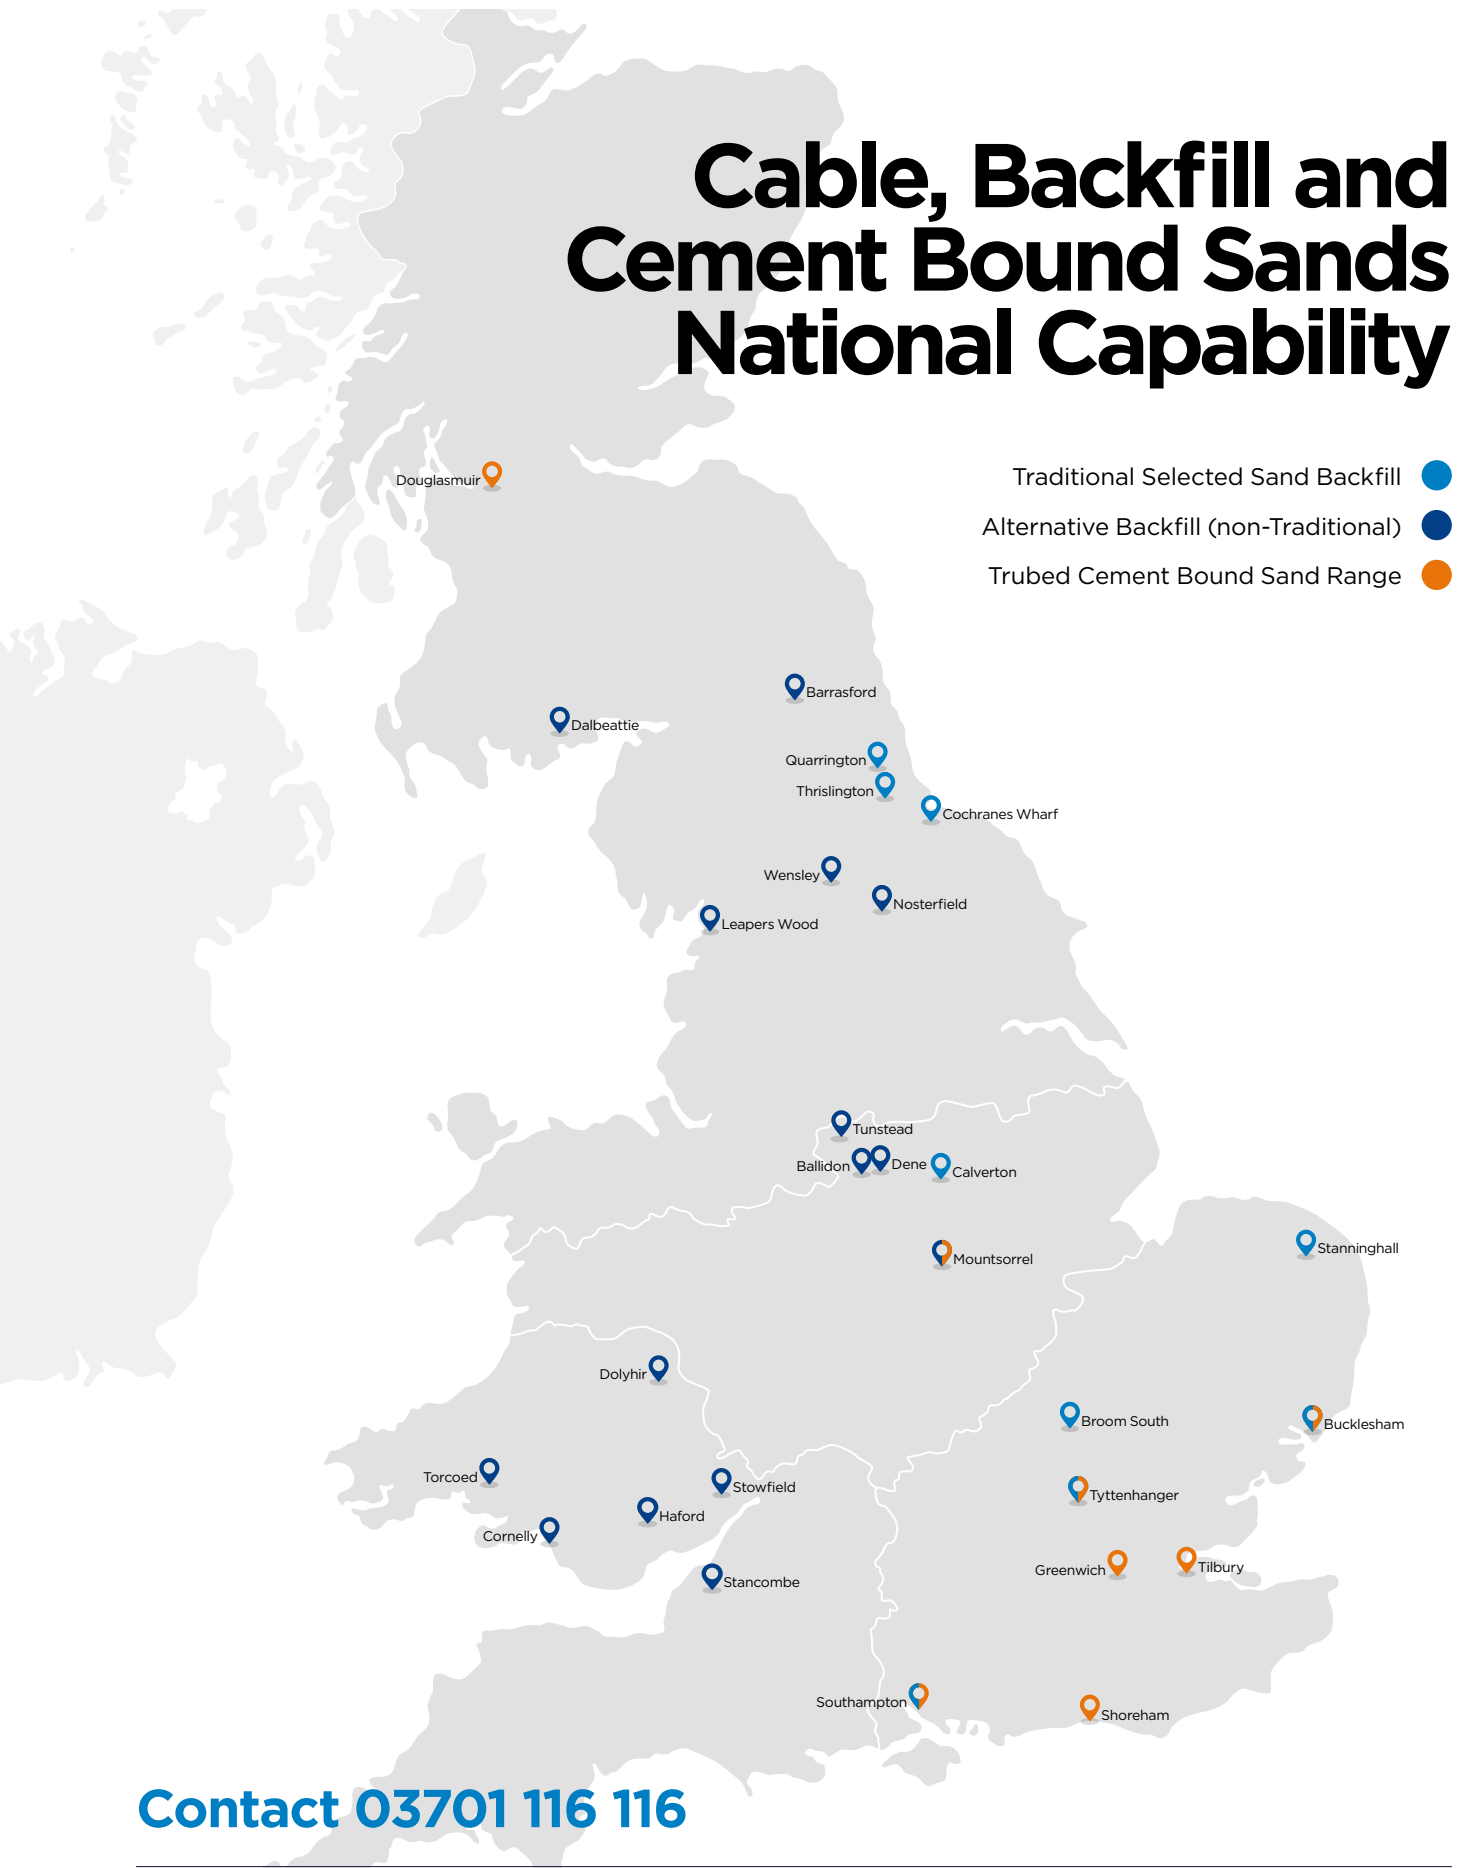 Cable, Backfill and
Cement Bound Sands
National Capability
Traditional Selected Sand Backfill
Douglasmuir
Alternative Backfill (non-Traditional)
Trubed Cement Bound Sand Range
Barrasford
Dalbeattie
Quarrington
Thrislington
Cochranes Wharf
Wensley
Nosterfield
Leapers Wood
Tunstead
Ballidon
Dene
Calverton
Stanninghall
Mountsorrel
Dolyhir
Broom South
Bucklesham
Torcoed
Stowfield
Tyttenhanger
Haford
Cornelly
Tilbury
Greenwich
Stancombe
Southampton
Shoreham
Contact 03701 116 116